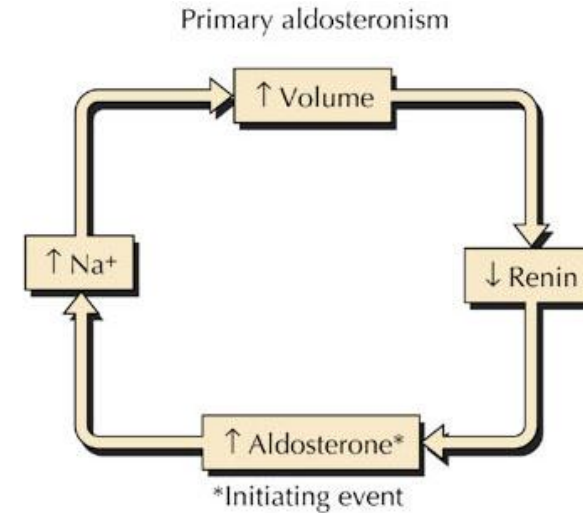 Primary aldosteronism
↑ Volume
↑ Na⁺
↓ Renin
↑ Aldosterone*
*Initiating event